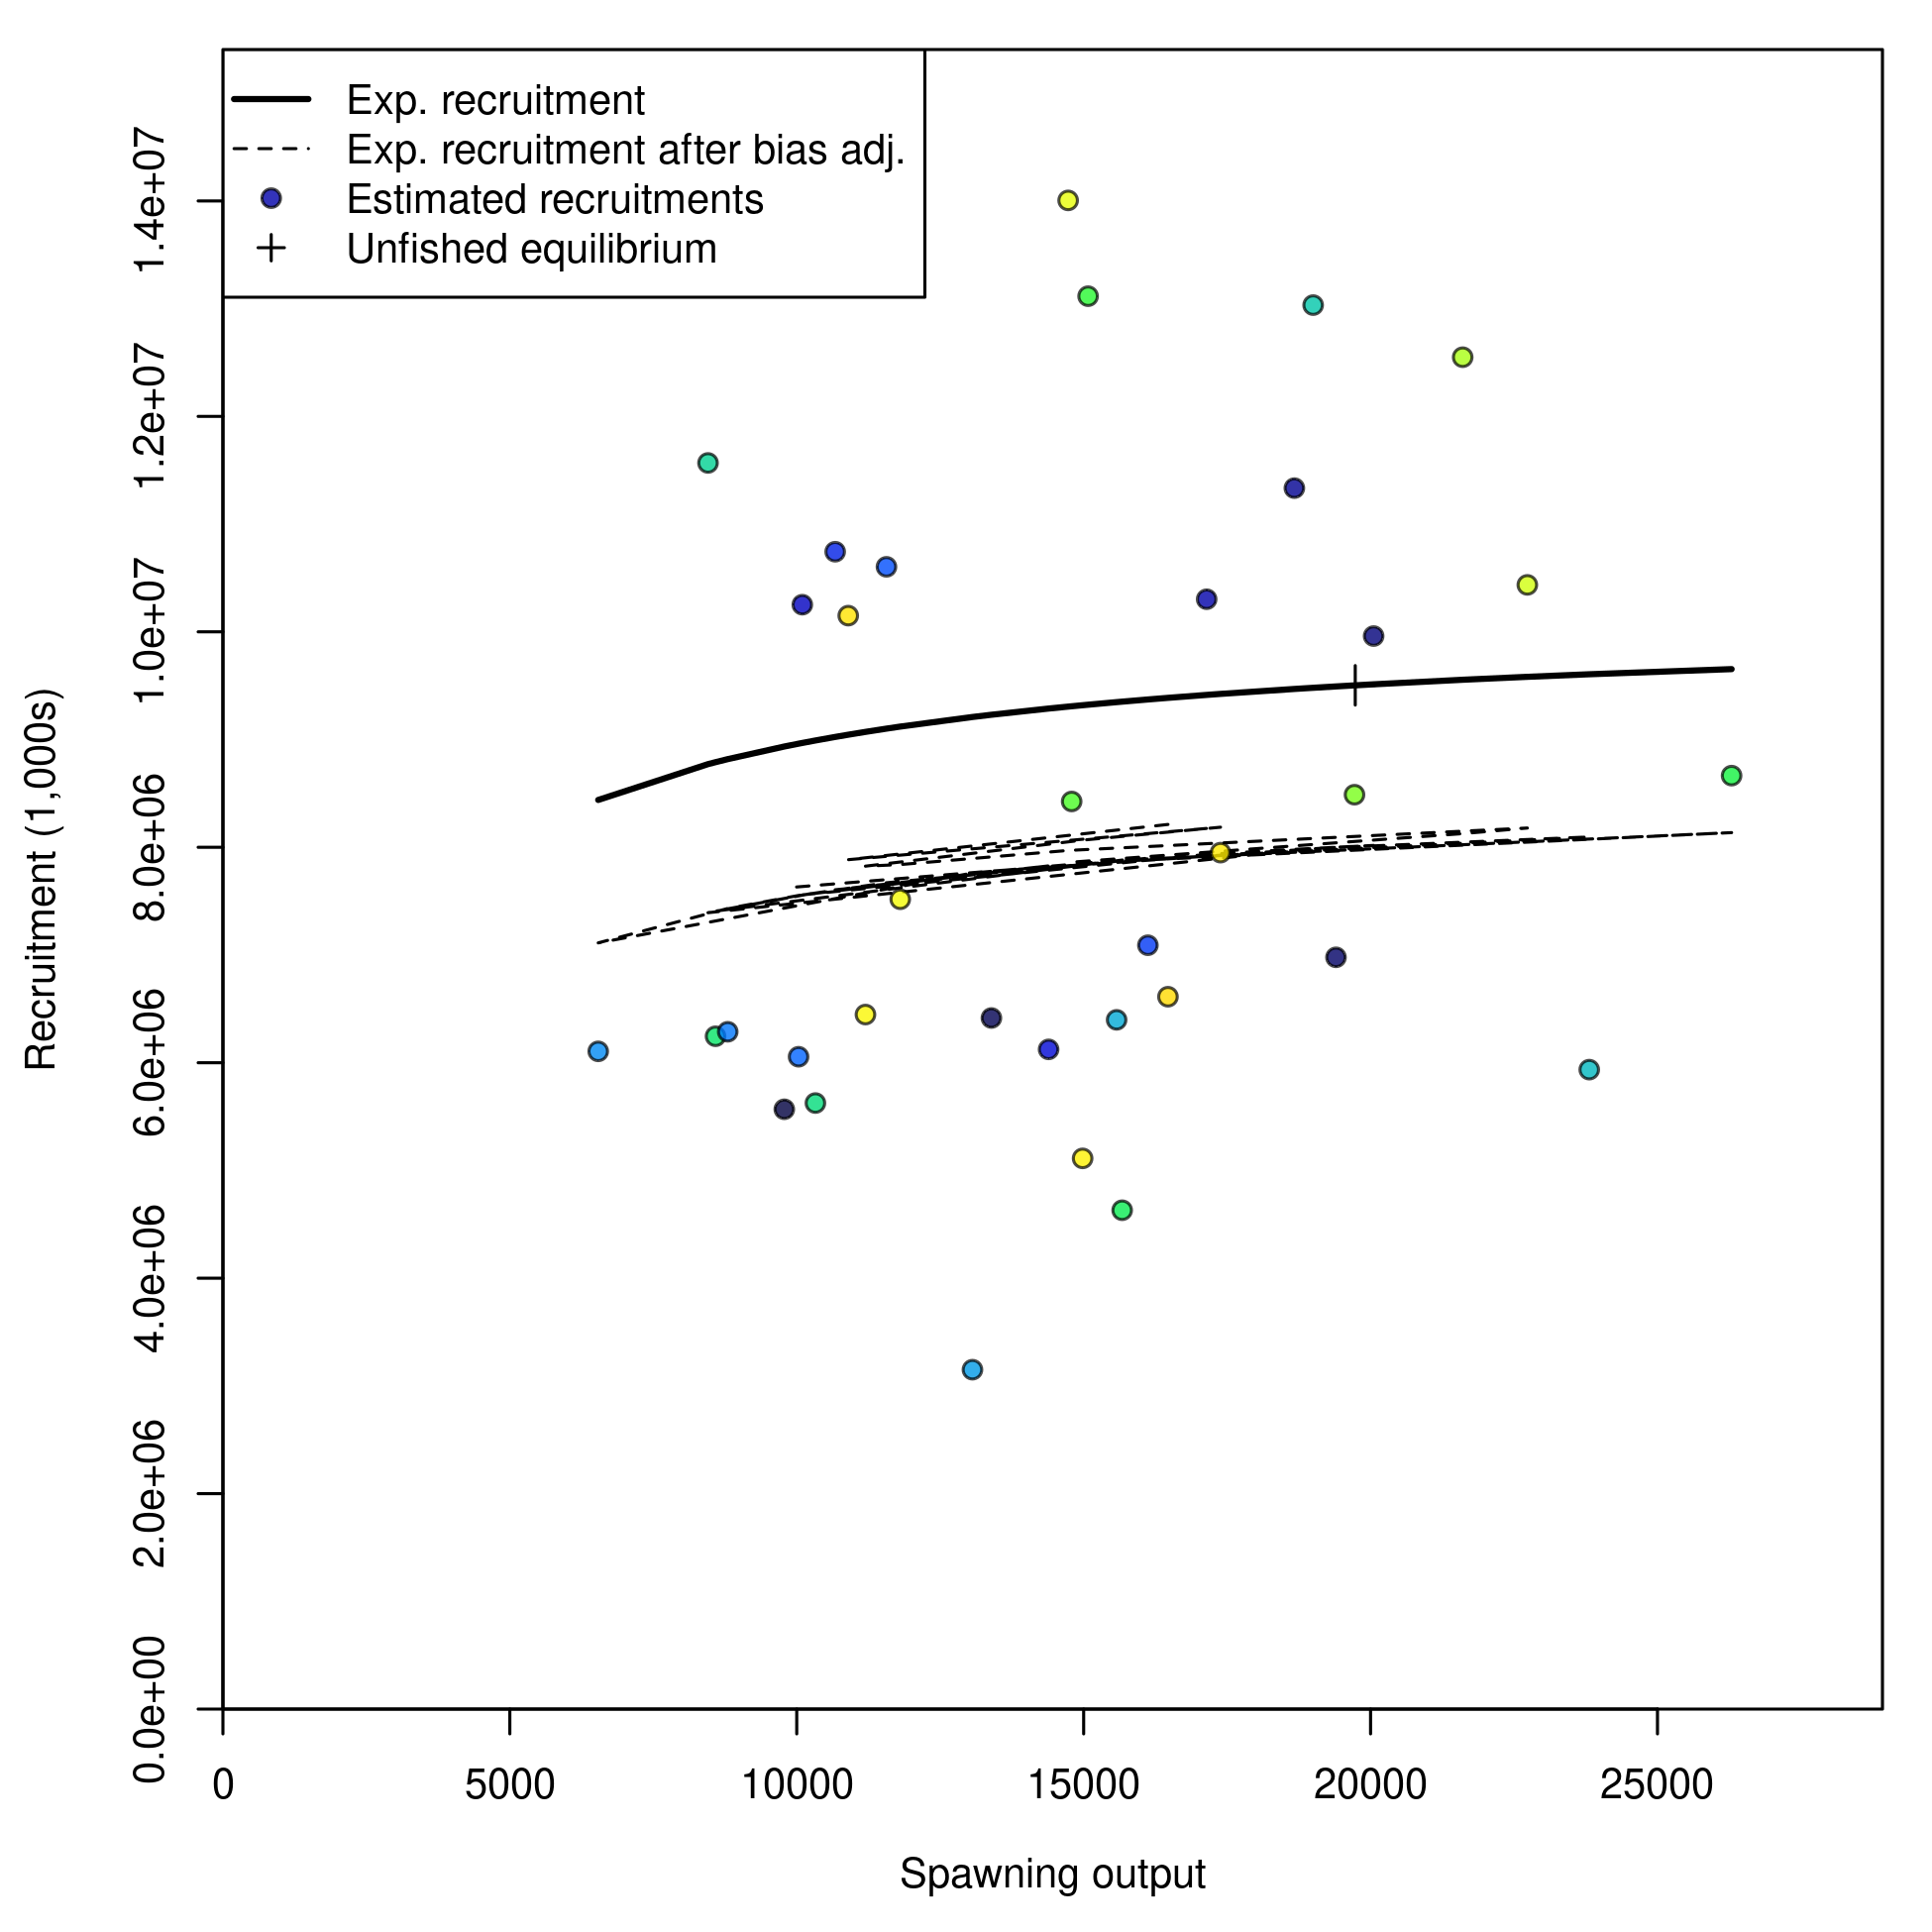 Exp. recruitment
Exp. recruitment after bias adj.
Estimated recruitments
Unfished equilibrium
Recruitment (1,000s)
1.4e+07
1.2e+07
1.0e+07
8.0e+06
6.0e+06
4.0e+06
2.0e+06
0.0e+00
0 5000 10000 15000 20000 25000
Spawning output